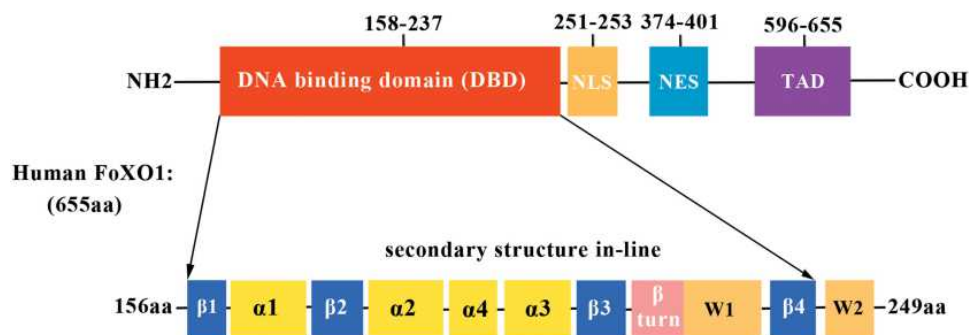 158-237 251-253 374-401 596-655
NH2 DNA binding domain (DBD) NLS NES TAD COOH
Human FoXO1:
(655aa)
secondary structure in-line
156aa β1 α1 β2 α2 α4 α3 β3 β turn W1 β4 W2 249aa